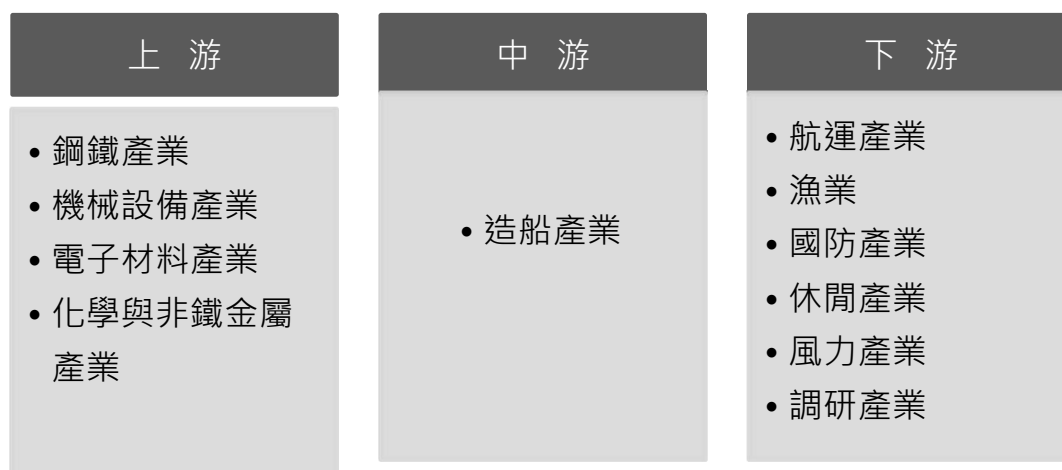 上 游
• 鋼鐵產業
• 機械設備產業
• 電子材料產業
• 化學與非鐵金屬
產業
中 游
• 造船產業
下 游
• 航運產業
• 漁業
• 國防產業
• 休閒產業
• 風力產業
• 調研產業